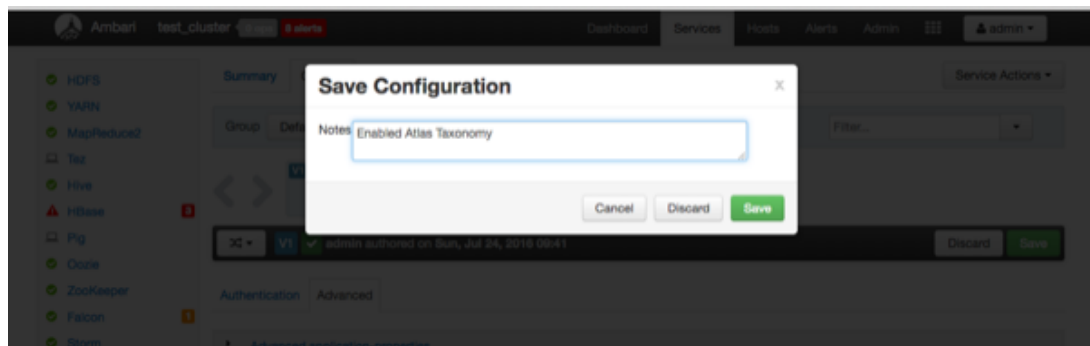 Ambari test_cluster 8 alerts Dashboard Services Hosts Alerts Admin admin
HDFS
YARN
MapReduce2
Tez
Hive
HBase
Pig
Oozie
ZooKeeper
Falcon 1
Storm
Summary Service Actions
Group Defa Filter...
Save Configuration X
Notes Enabled Atlas Taxonomy
Cancel Discard Save
V1 admin authored on Sun, Jul 24, 2016 09:41 Discard Save
Authentication Advanced